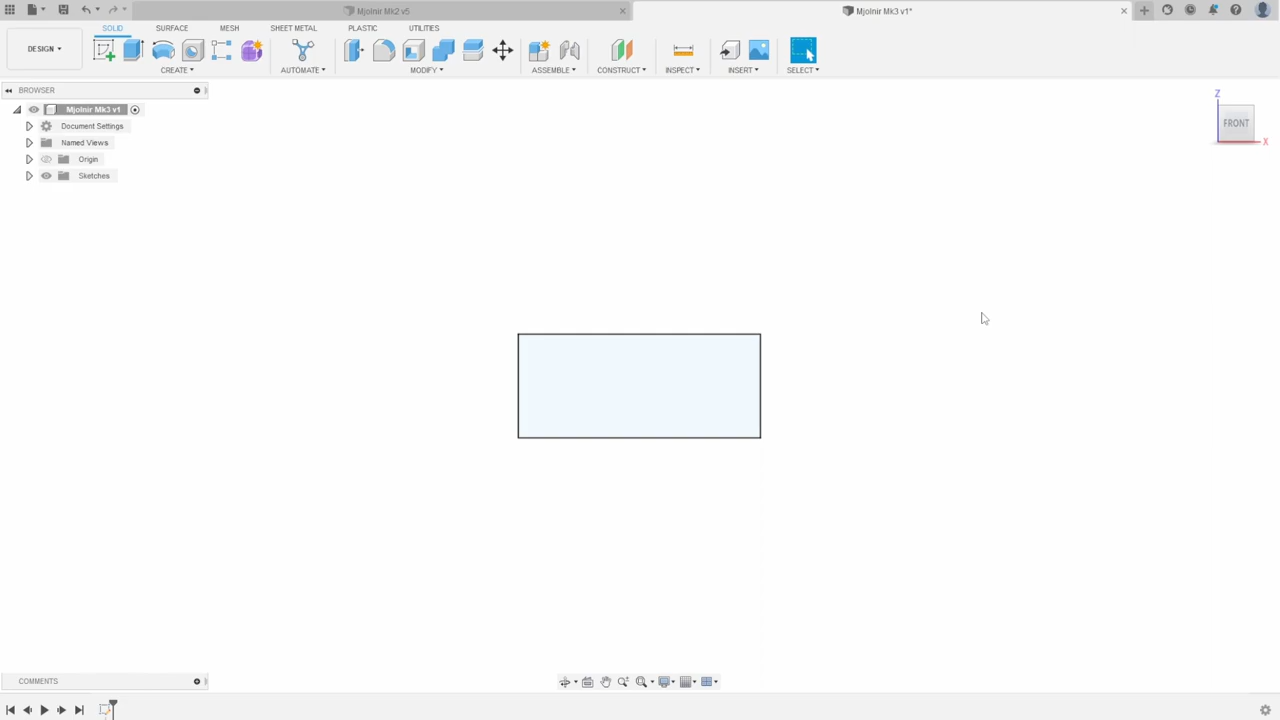 Mjolnir Mk2 v5
Mjolnir Mk3 v1*
SOLID SURFACE MESH SHEET METAL PLASTIC UTILITIES
DESIGN
CREATE AUTOMATE MODIFY ASSEMBLE CONSTRUCT INSPECT INSERT SELECT
BROWSER
Mjolnir Mk3 v1
Document Settings
Named Views
Origin
Sketches
Z
FRONT
X
COMMENTS